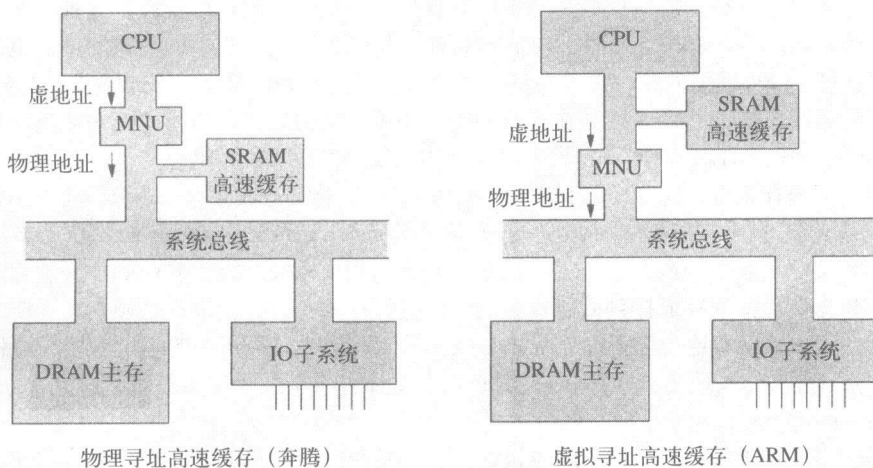 CPU
虚地址
MNU
物理地址
SRAM
高速缓存
系统总线
DRAM主存
IO子系统
物理寻址高速缓存（奔腾）
CPU
SRAM
高速缓存
虚地址
MNU
物理地址
系统总线
DRAM主存
IO子系统
虚拟寻址高速缓存（ARM）